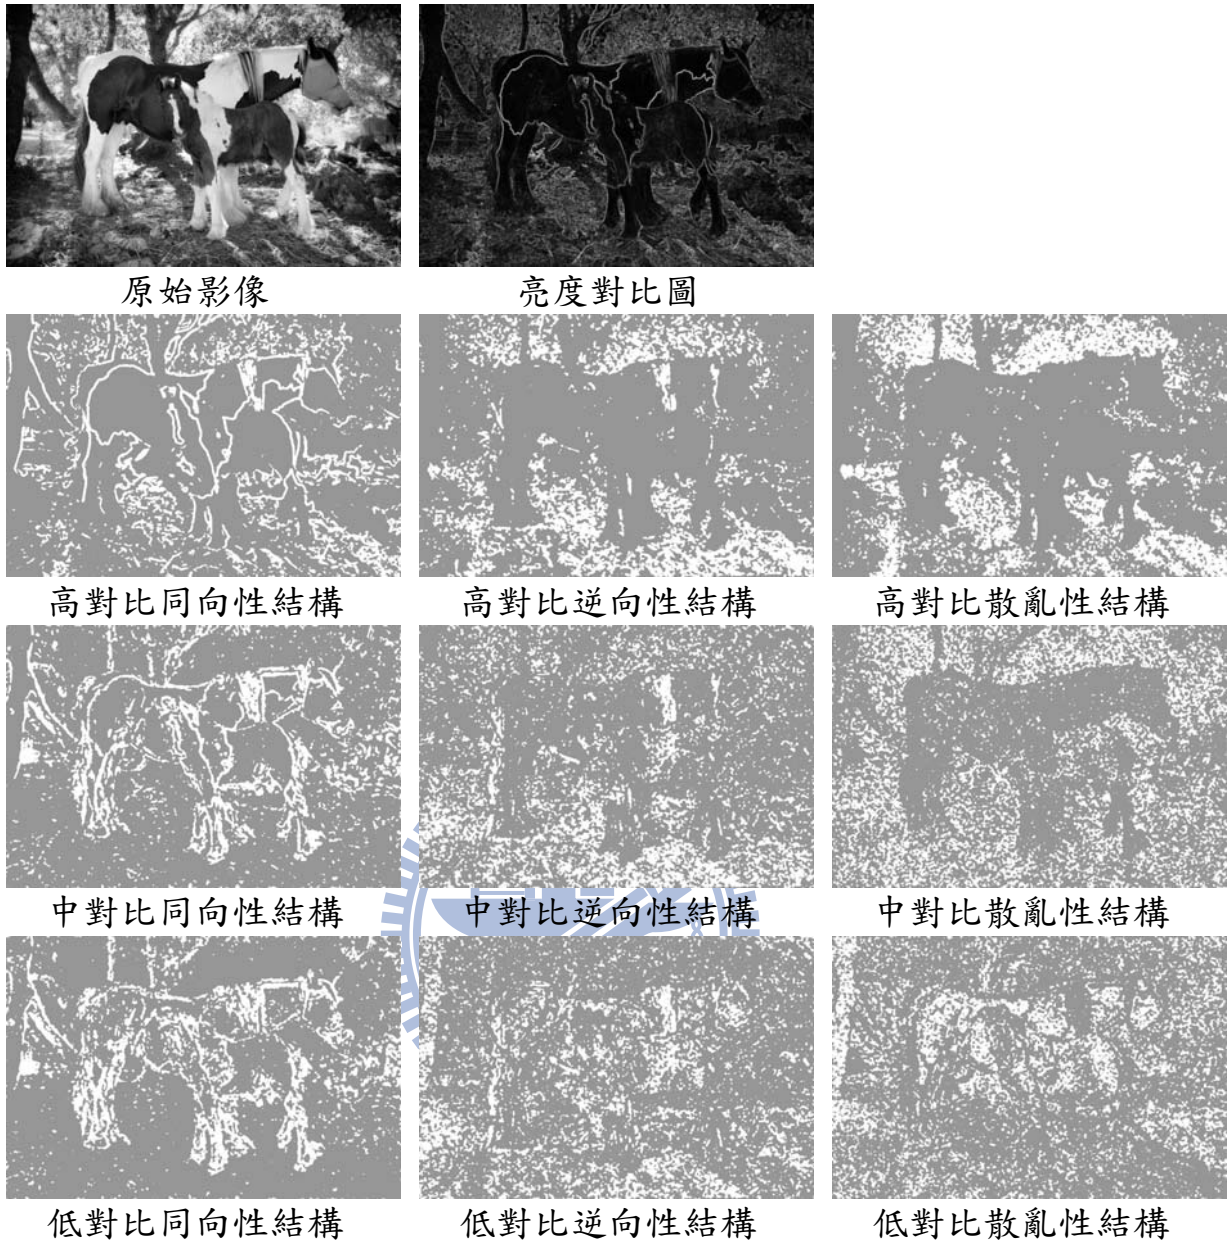 原始影像
亮度對比圖
高對比同向性結構
高對比逆向性結構
高對比散亂性結構
中對比同向性結構
中對比逆向性結構
中對比散亂性結構
低對比同向性結構
低對比逆向性結構
低對比散亂性結構